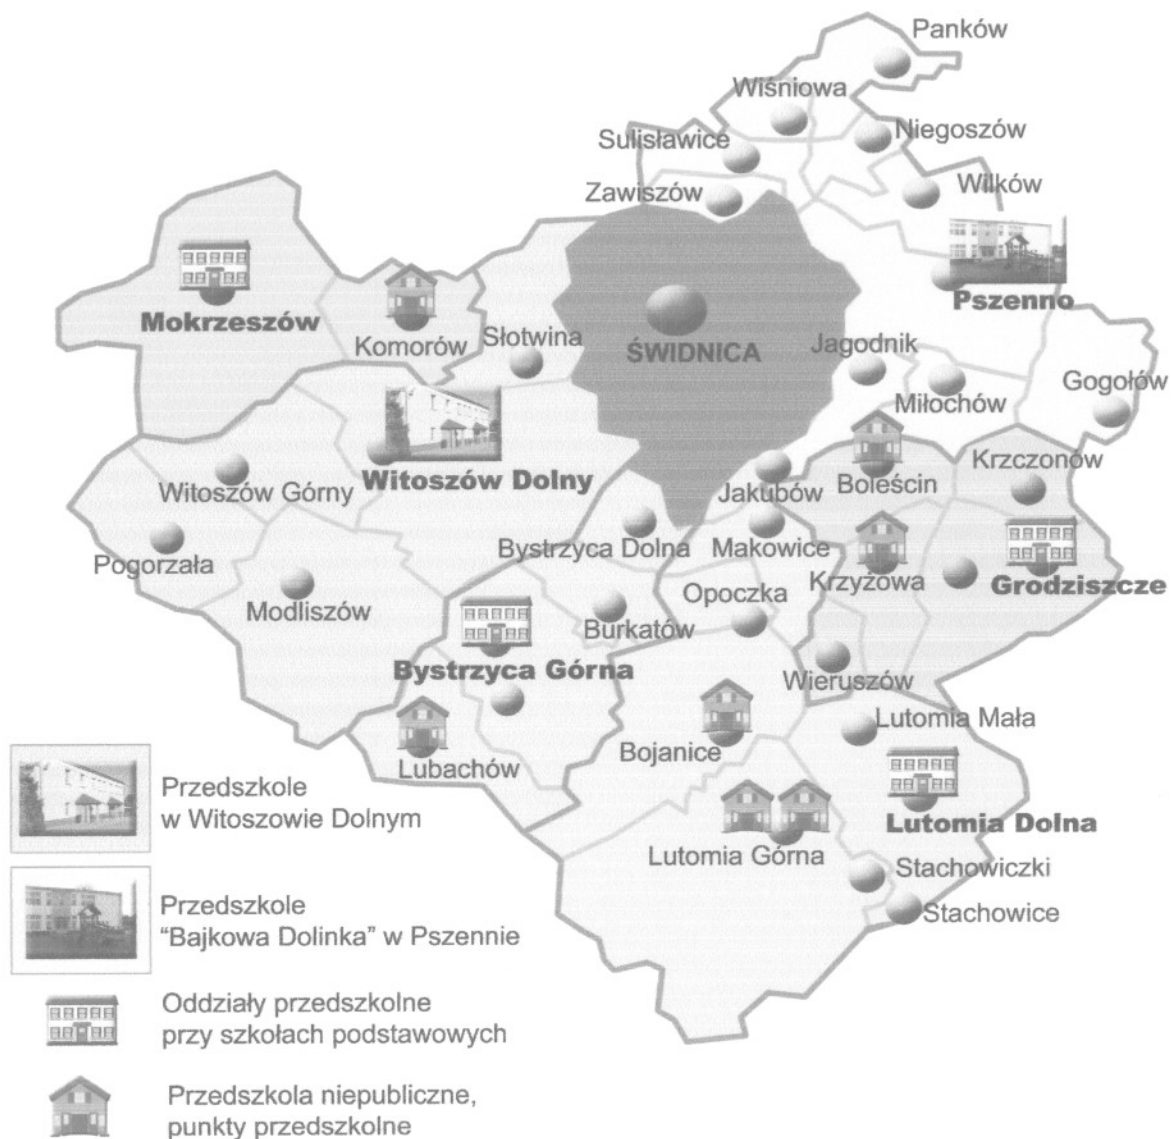 Panków
Wiśniowa
Niegoszów
Sulisławice
Zawiszów
Wilków
Pszenno
Mokrzeszów
Komorów
Słotwina
ŚWIDNICA
Jagodnik
Gogołów
Miłochów
Witoszów Dolny
Witoszów Górny
Jakubów
Boleścin
Krzczonów
Pogorzała
Bystrzyca Dolna
Makowice
Krzyżowa
Grodziszcze
Modliszów
Opoczka
Burkatów
Bystrzyca Górna
Wieruszów
Lutomia Mała
Lubachów
Bojanice
Lutomia Dolna
Lutomia Górna
Stachowiczki
Stachowice
Przedszkole
w Witoszowie Dolnym
Przedszkole
“Bajkowa Dolinka” w Pszennie
Oddziały przedszkolne
przy szkołach podstawowych
Przedszkola niepubliczne,
punkty przedszkolne